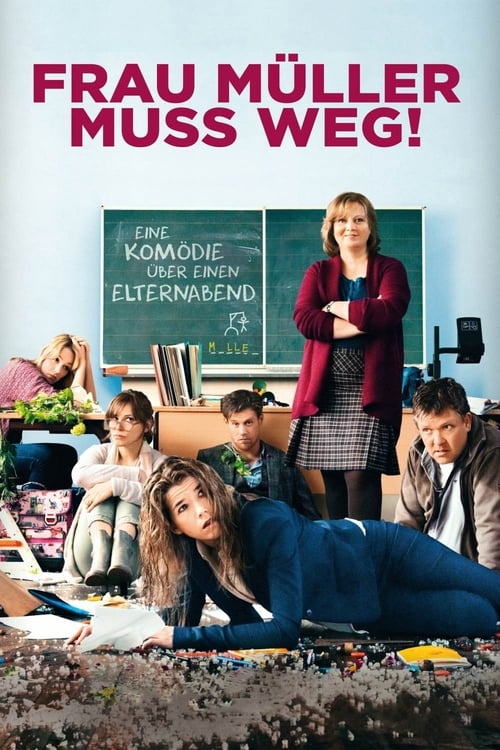 FRAU MÜLLER
MUSS WEG!
EINE
KOMÖDIE
ÜBER EINEN
ELTERNABEND
M_LLE_